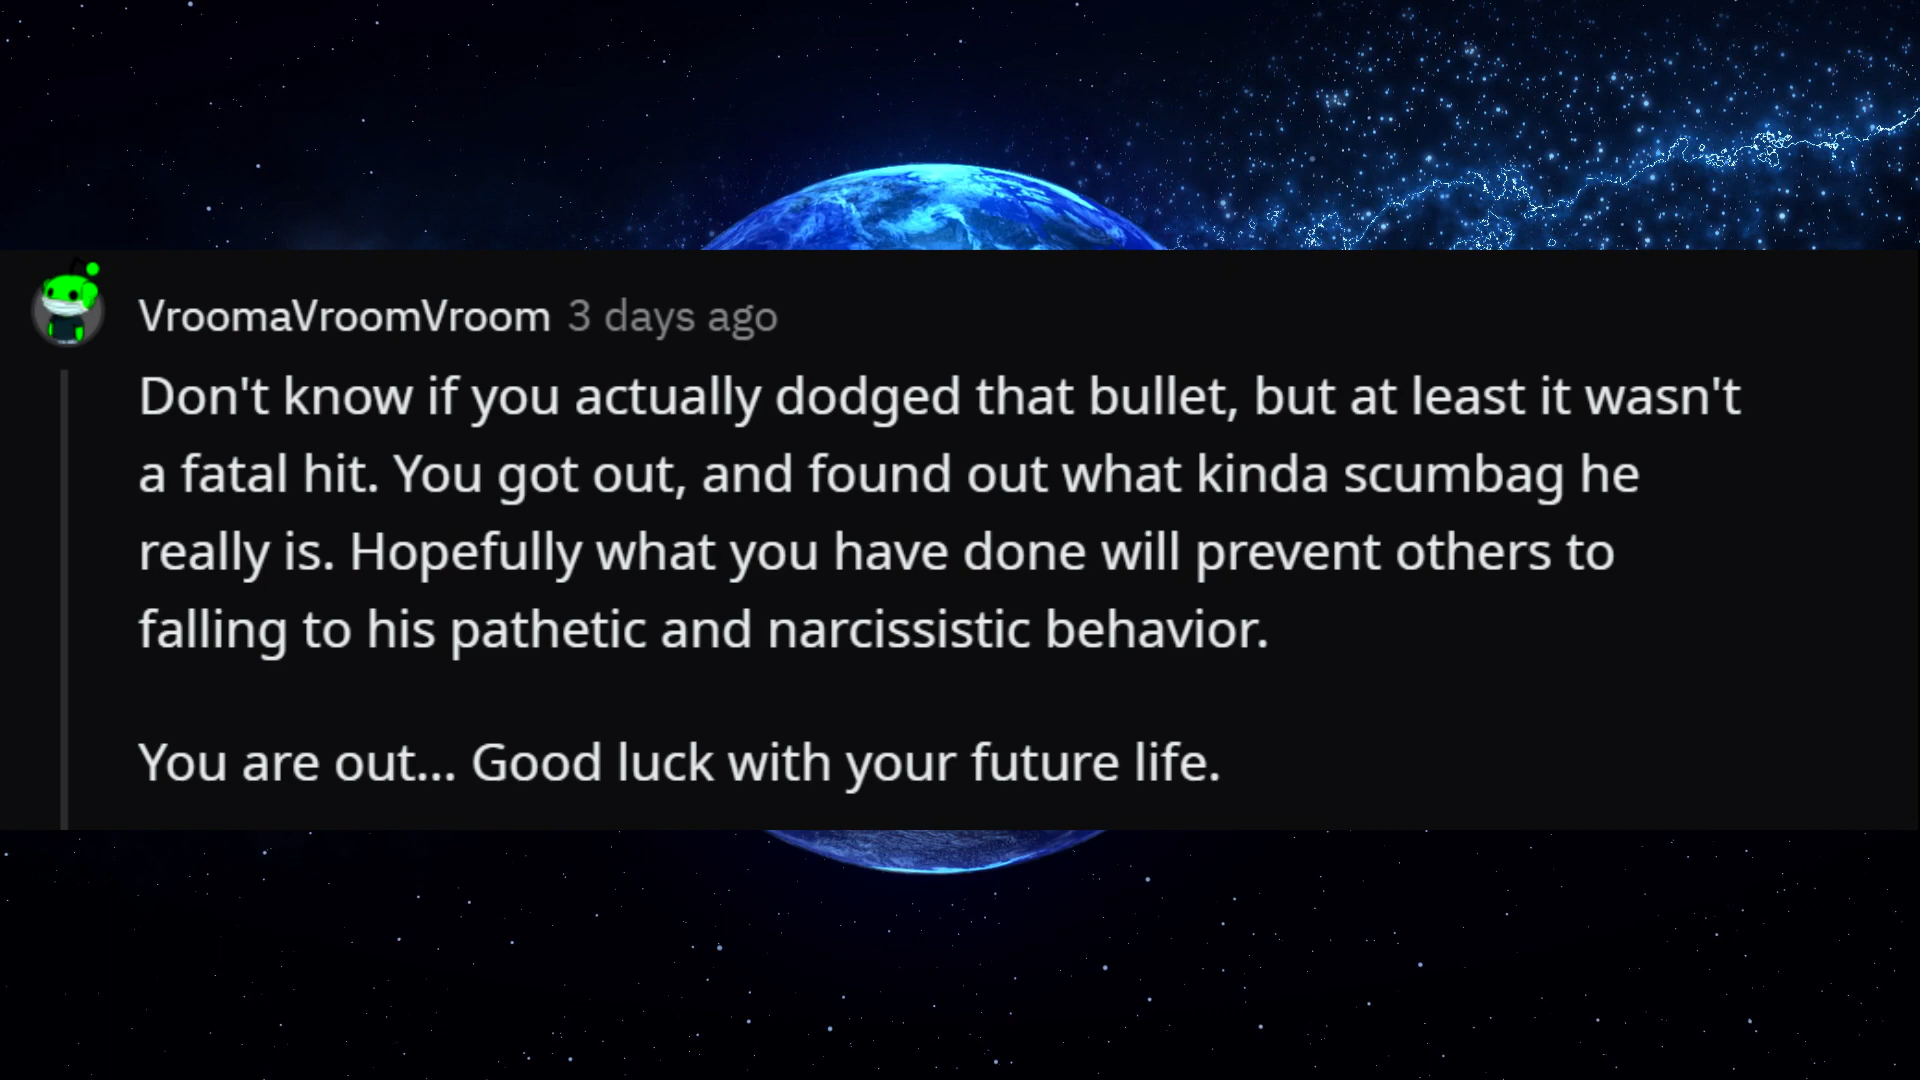 VroomaVroomVroom 3 days ago
Don't know if you actually dodged that bullet, but at least it wasn't
a fatal hit. You got out, and found out what kinda scumbag he
really is. Hopefully what you have done will prevent others to
falling to his pathetic and narcissistic behavior.
You are out... Good luck with your future life.